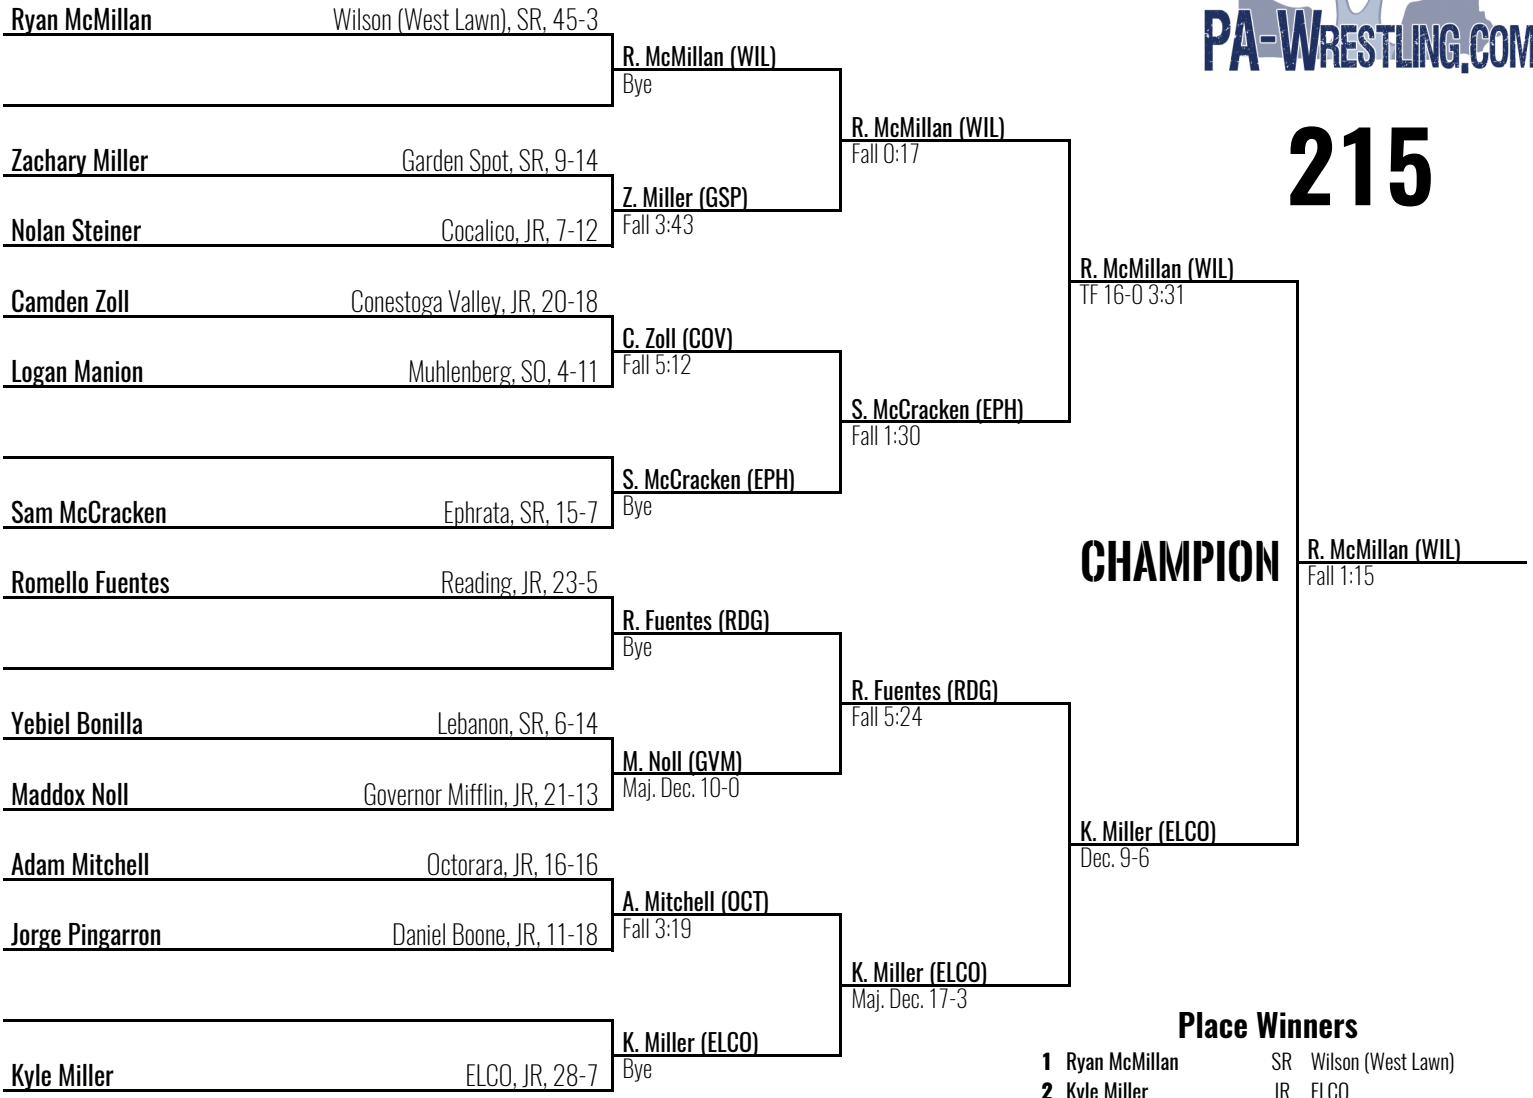 PA-WRESTLING.COM
215
Ryan McMillan Wilson (West Lawn), SR, 45-3
R. McMillan (WIL)
Bye
R. McMillan (WIL)
Fall 0:17
Zachary Miller Garden Spot, SR, 9-14
Z. Miller (GSP)
Fall 3:43
Nolan Steiner Cocalico, JR, 7-12
R. McMillan (WIL)
TF 16-0 3:31
Camden Zoll Conestoga Valley, JR, 20-18
C. Zoll (COV)
Fall 5:12
Logan Manion Muhlenberg, SO, 4-11
S. McCracken (EPH)
Fall 1:30
S. McCracken (EPH)
Bye
Sam McCracken Ephrata, SR, 15-7
CHAMPION
R. McMillan (WIL)
Fall 1:15
Romello Fuentes Reading, JR, 23-5
R. Fuentes (RDG)
Bye
R. Fuentes (RDG)
Fall 5:24
Yebiel Bonilla Lebanon, SR, 6-14
M. Noll (GVM)
Maj. Dec. 10-0
Maddox Noll Governor Mifflin, JR, 21-13
K. Miller (ELCO)
Dec. 9-6
Adam Mitchell Octorara, JR, 16-16
A. Mitchell (OCT)
Fall 3:19
Jorge Pingarron Daniel Boone, JR, 11-18
K. Miller (ELCO)
Maj. Dec. 17-3
K. Miller (ELCO)
Bye
Kyle Miller ELCO, JR, 28-7
Place Winners
1 Ryan McMillan SR Wilson (West Lawn)
2 Kyle Miller JR ELCO